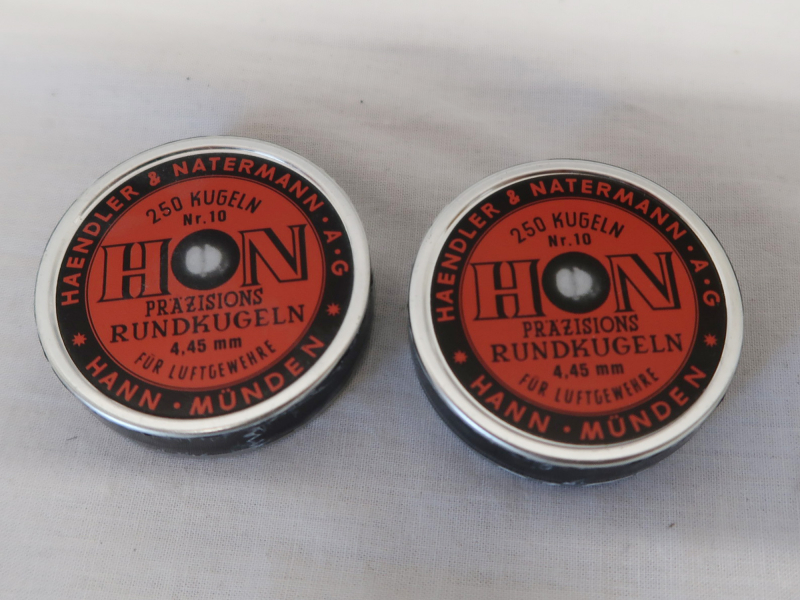 HAENDLER & NATERMANN · A · G
250 KUGELN
Nr. 10
HN
PRÄZISIONS
RUNDKUGELN
4,45 mm
FÜR LUFTGEWEHRE
* HANN · MÜNDEN *
HAENDLER & NATERMANN · A · G
250 KUGELN
Nr. 10
HN
PRÄZISIONS
RUNDKUGELN
4,45 mm
FÜR LUFTGEWEHRE
* HANN · MÜNDEN *